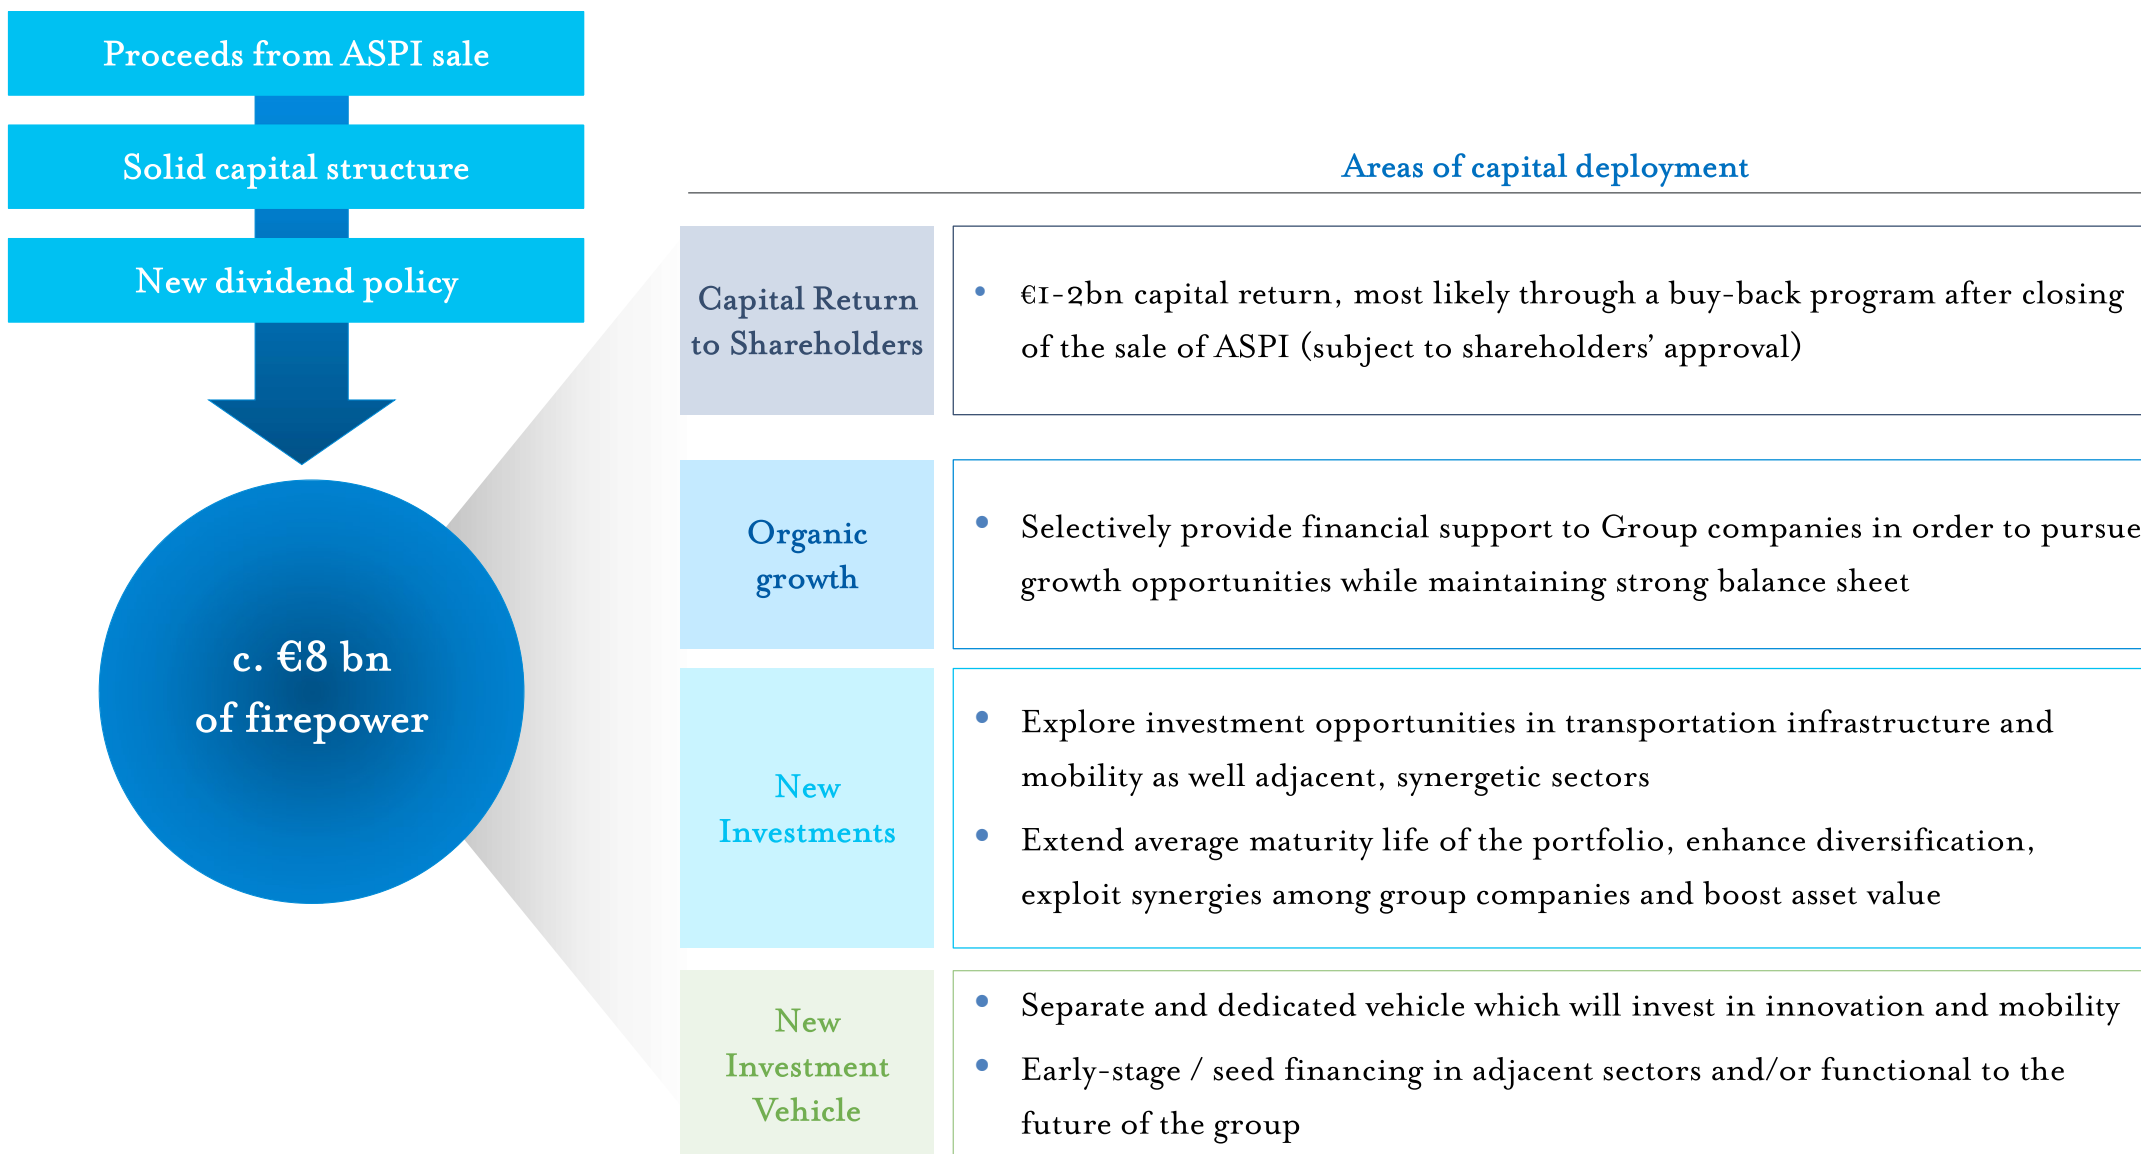 Proceeds from ASPI sale
Solid capital structure
New dividend policy
c. €8 bn
of firepower
Areas of capital deployment
Capital Return
to Shareholders
• €1-2bn capital return, most likely through a buy-back program after closing
of the sale of ASPI (subject to shareholders’ approval)
Organic
growth
• Selectively provide financial support to Group companies in order to pursue
growth opportunities while maintaining strong balance sheet
New
Investments
• Explore investment opportunities in transportation infrastructure and
mobility as well adjacent, synergetic sectors
• Extend average maturity life of the portfolio, enhance diversification,
exploit synergies among group companies and boost asset value
New
Investment
Vehicle
• Separate and dedicated vehicle which will invest in innovation and mobility
• Early-stage / seed financing in adjacent sectors and/or functional to the
future of the group